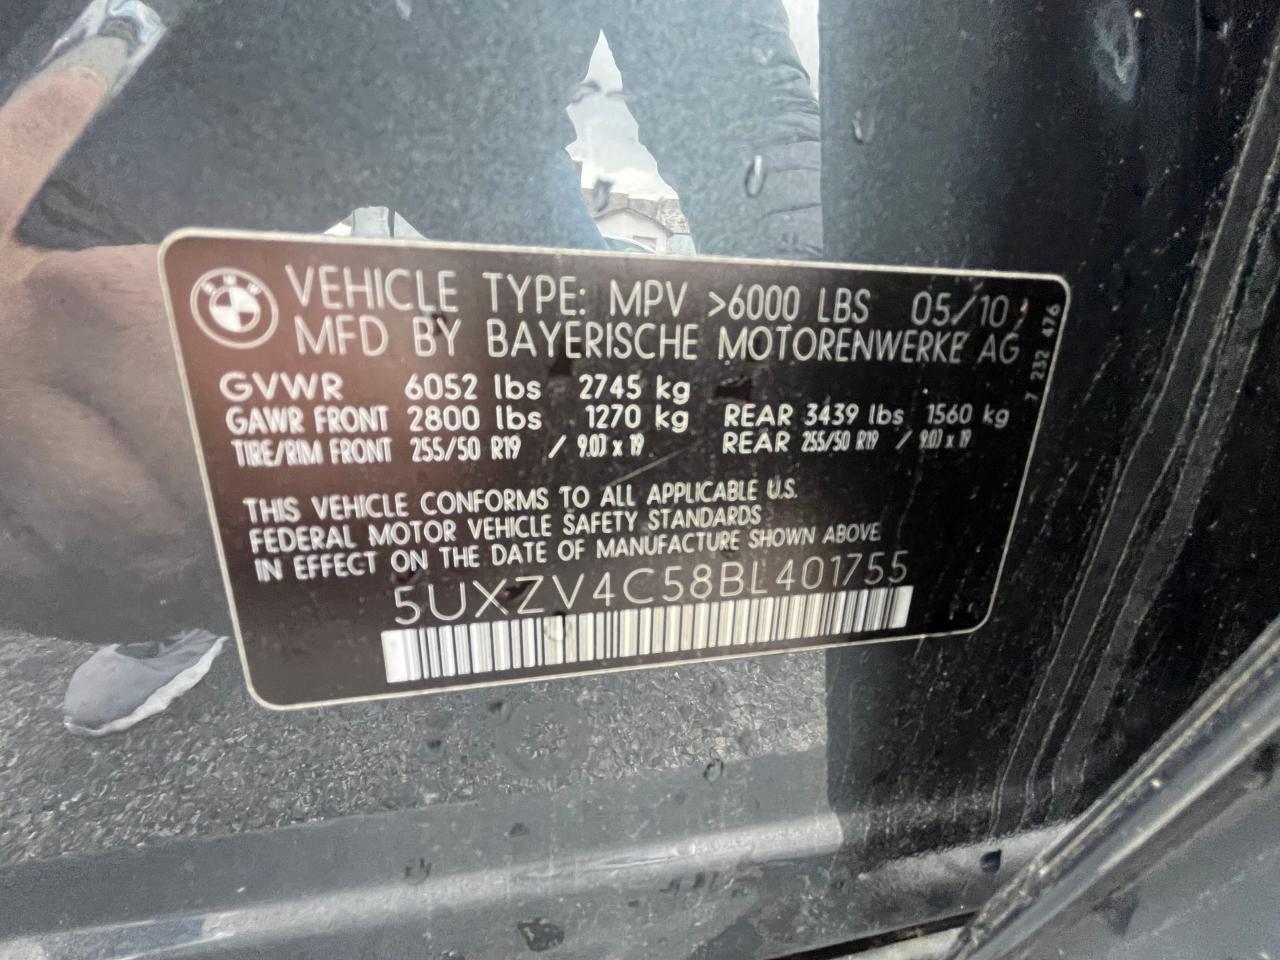 BMW
VEHICLE TYPE: MPV >6000 LBS 05/10
MFD BY BAYERISCHE MOTORENWERKE AG
GVWR 6052 lbs 2745 kg
GAWR FRONT 2800 lbs 1270 kg REAR 3439 lbs 1560 kg
TIRE/RIM FRONT 255/50 R19 / 9.0J x 19 REAR 255/50 R19 / 9.0J x 19
THIS VEHICLE CONFORMS TO ALL APPLICABLE U.S.
FEDERAL MOTOR VEHICLE SAFETY STANDARDS
IN EFFECT ON THE DATE OF MANUFACTURE SHOWN ABOVE
5UXZV4C58BL401755
7 232 476